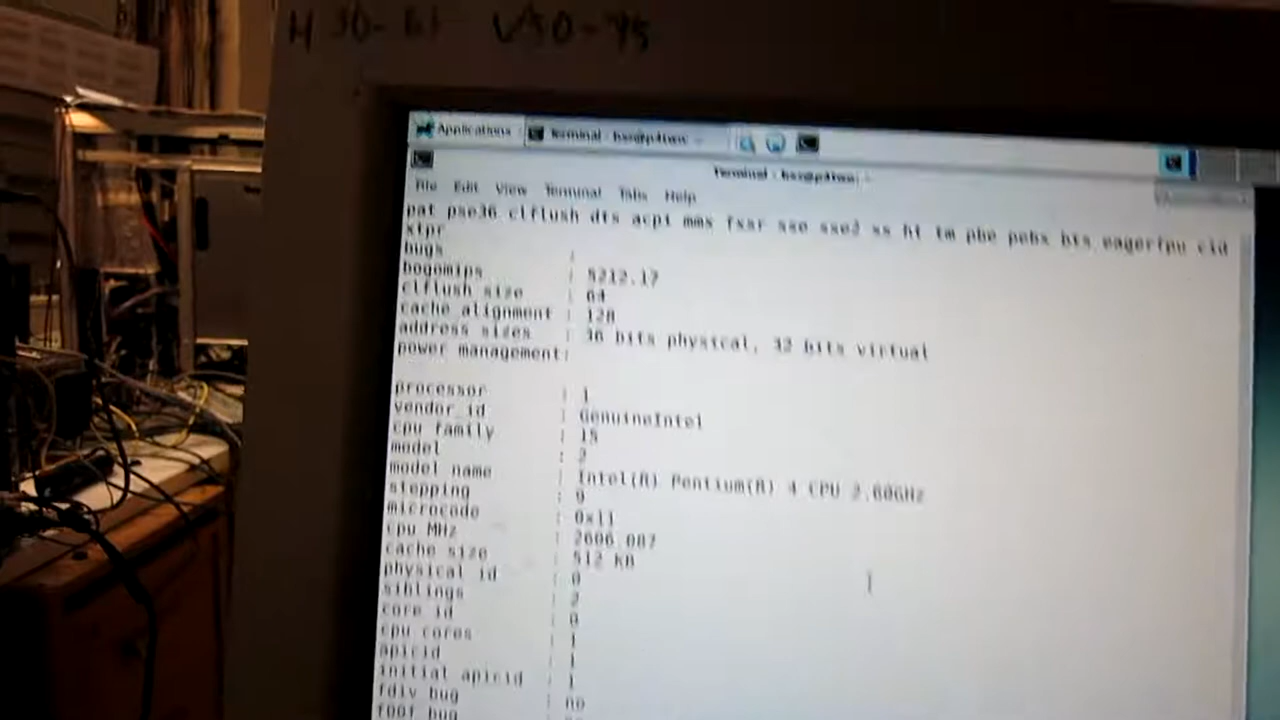 H 30-61 V50-95
Applications Terminal - 
Terminal - 
File Edit View Terminal Tabs Help
pat pse36 clflush dts acpi mmx fxsr sse sse2 ss ht tm pbe pebs bts eagerfpu cid
xtpr
bugs :
bogomips : 5212.17
clflush size : 64
cache_alignment : 128
address sizes : 36 bits physical, 32 bits virtual
power management:
processor : 1
vendor_id : GenuineIntel
cpu family : 15
model : 2
model name : Intel(R) Pentium(R) 4 CPU 2.60GHz
stepping : 9
microcode : 0x11
cpu MHz : 2606.087
cache size : 512 KB
physical id : 0
siblings : 2
core id : 0
cpu cores : 1
apicid : 1
initial apicid : 1
fdiv_bug : no
f00f_bug